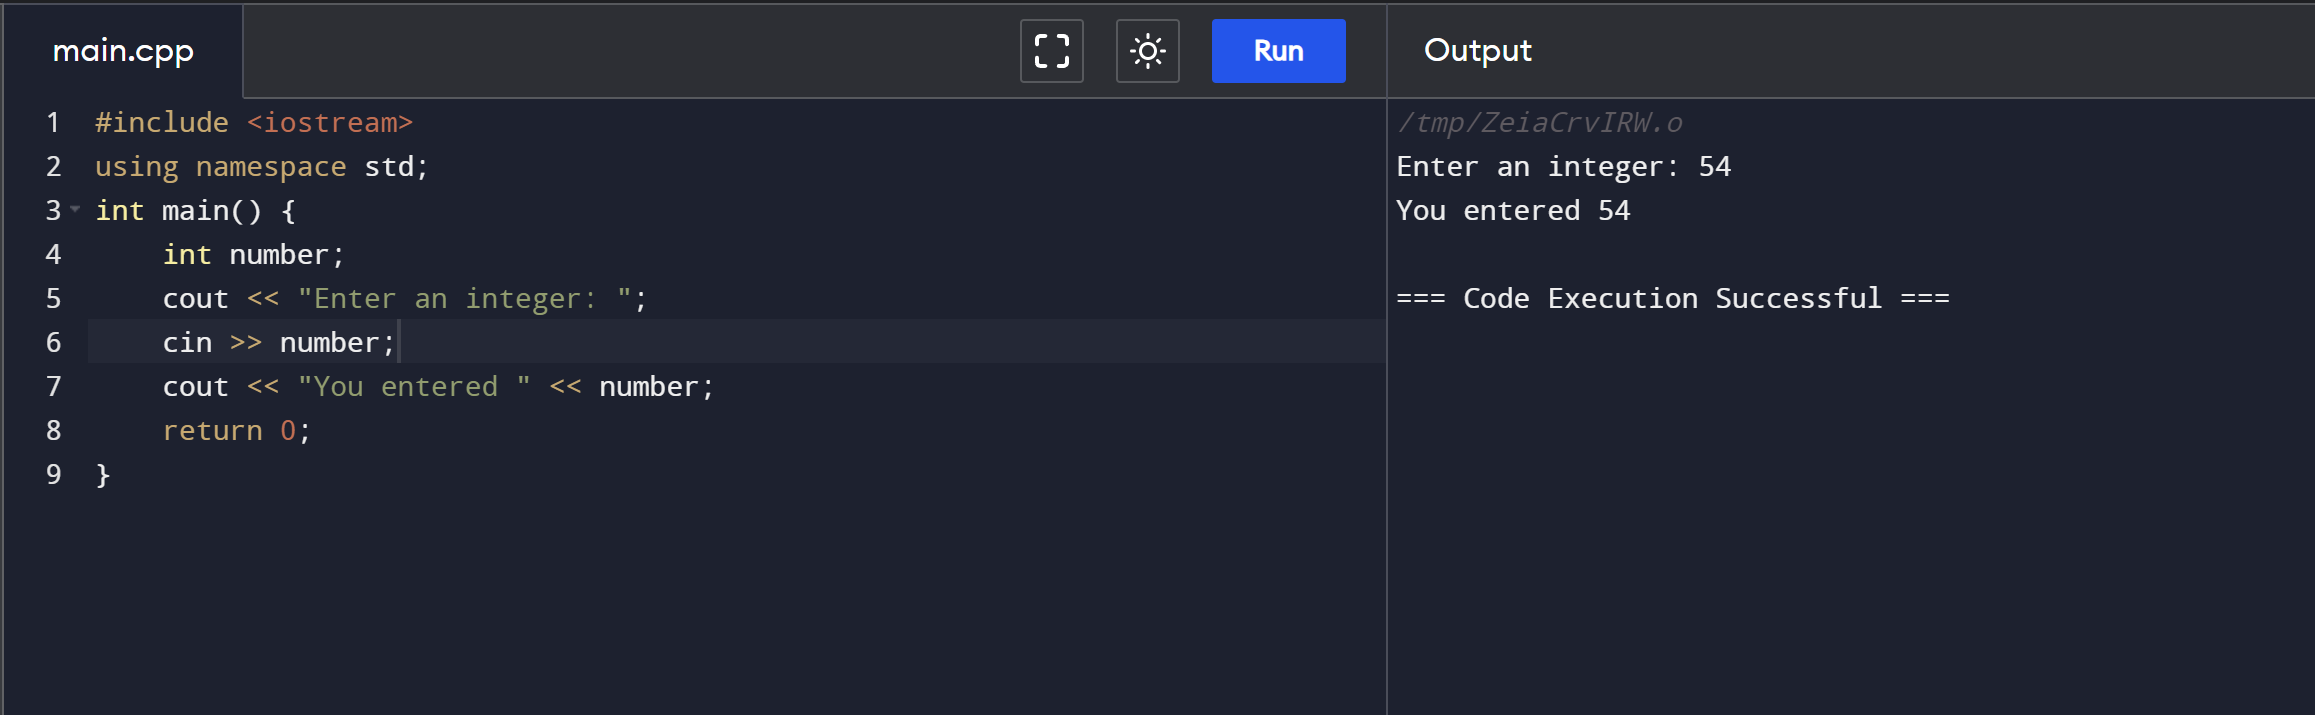 main.cpp
Run
Output
1 #include <iostream>
2 using namespace std;
3 int main() {
4     int number;
5     cout << "Enter an integer: ";
6     cin >> number;
7     cout << "You entered " << number;
8     return 0;
9 }
/tmp/ZeiaCrvIRW.o
Enter an integer: 54
You entered 54
=== Code Execution Successful ===